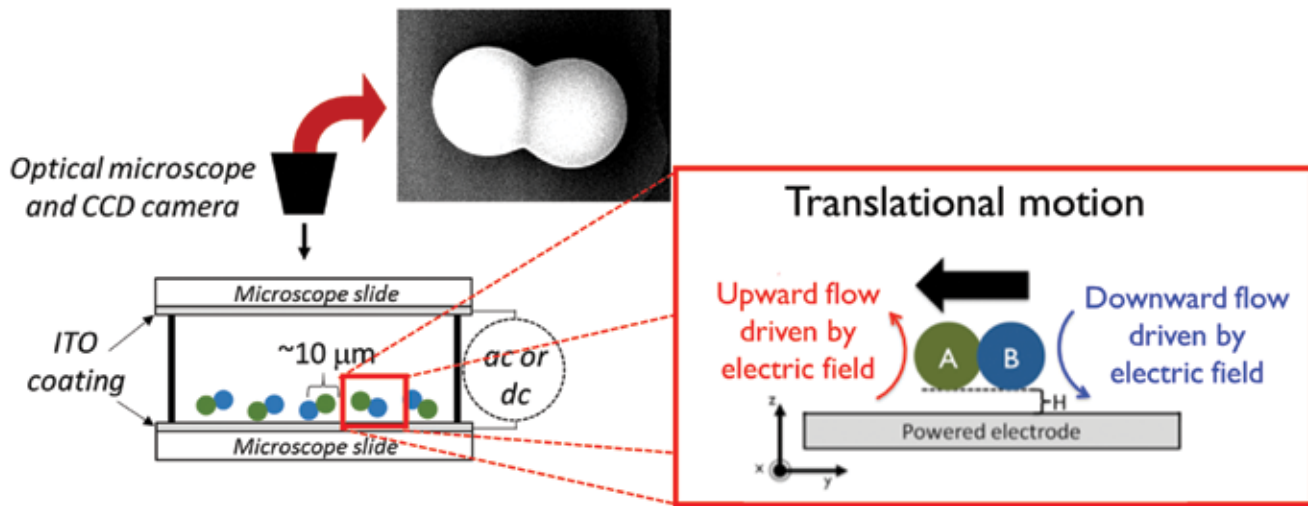 Optical microscope
and CCD camera
Microscope slide
ITO
coating
~10 μm
ac or
dc
Microscope slide
Translational motion
Upward flow
driven by
electric field
Downward flow
driven by
electric field
A
B
H
z
Powered electrode
x
y